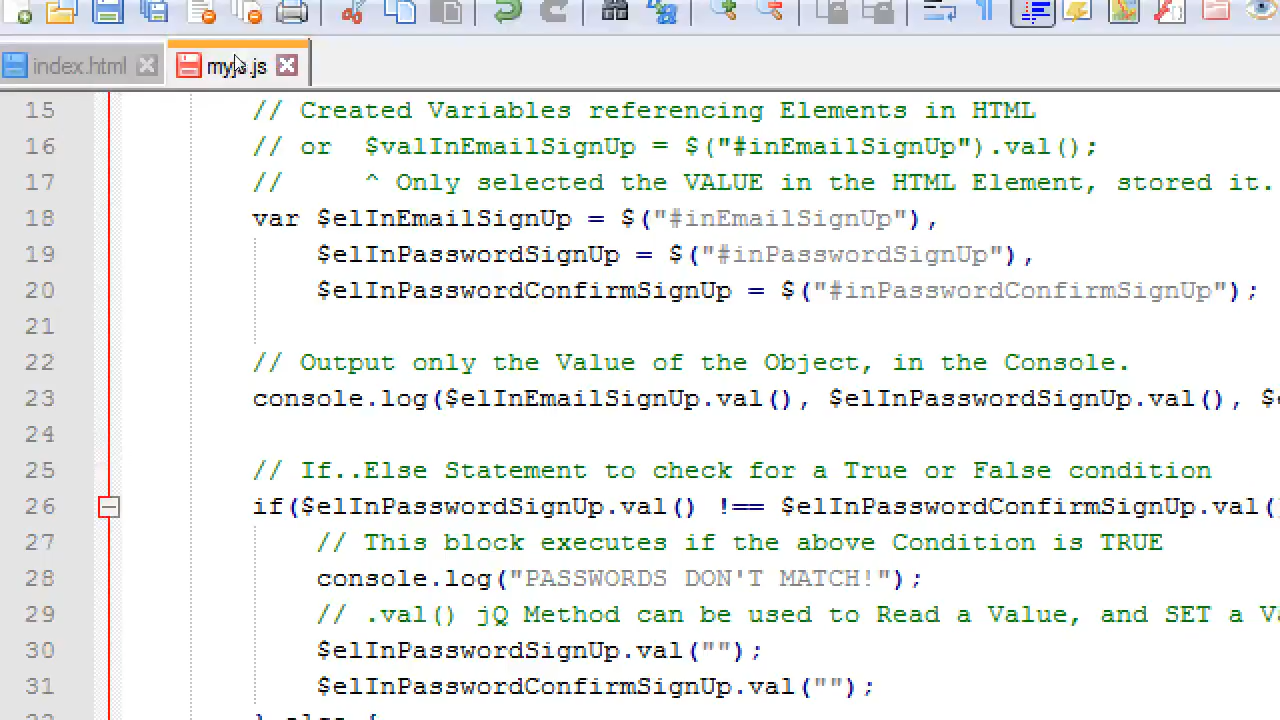 index.html
myjs.js
15 // Created Variables referencing Elements in HTML
16 // or $valInEmailSignUp = $("#inEmailSignUp").val();
17 // ^ Only selected the VALUE in the HTML Element, stored it.
18 var $elInEmailSignUp = $("#inEmailSignUp"),
19 $elInPasswordSignUp = $("#inPasswordSignUp"),
20 $elInPasswordConfirmSignUp = $("#inPasswordConfirmSignUp");
21
22 // Output only the Value of the Object, in the Console.
23 console.log($elInEmailSignUp.val(), $elInPasswordSignUp.val(), $e
24
25 // If..Else Statement to check for a True or False condition
26 if($elInPasswordSignUp.val() !== $elInPasswordConfirmSignUp.val(
27 // This block executes if the above Condition is TRUE
28 console.log("PASSWORDS DON'T MATCH!");
29 // .val() jQ Method can be used to Read a Value, and SET a Va
30 $elInPasswordSignUp.val("");
31 $elInPasswordConfirmSignUp.val("");
} else {